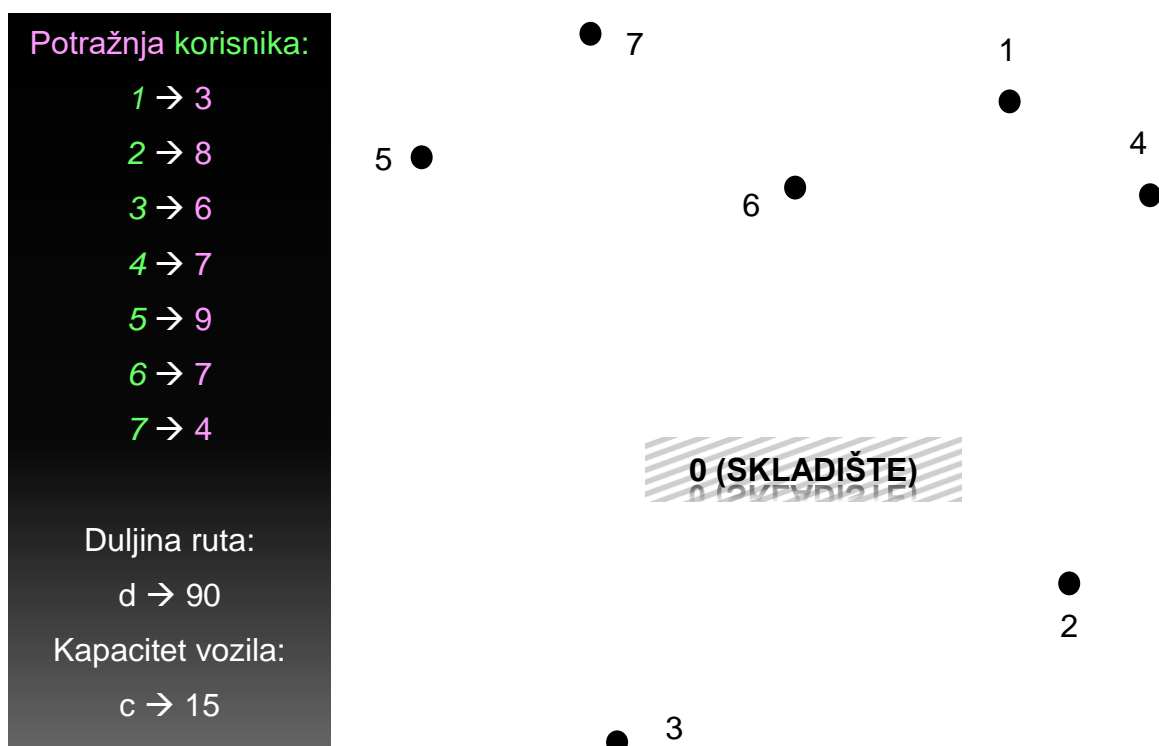 Potražnja korisnika:
1 → 3
2 → 8
3 → 6
4 → 7
5 → 9
6 → 7
7 → 4
Duljina ruta:
d → 90
Kapacitet vozila:
c → 15
7
1
4
5
6
0 (SKLADIŠTE)
2
3